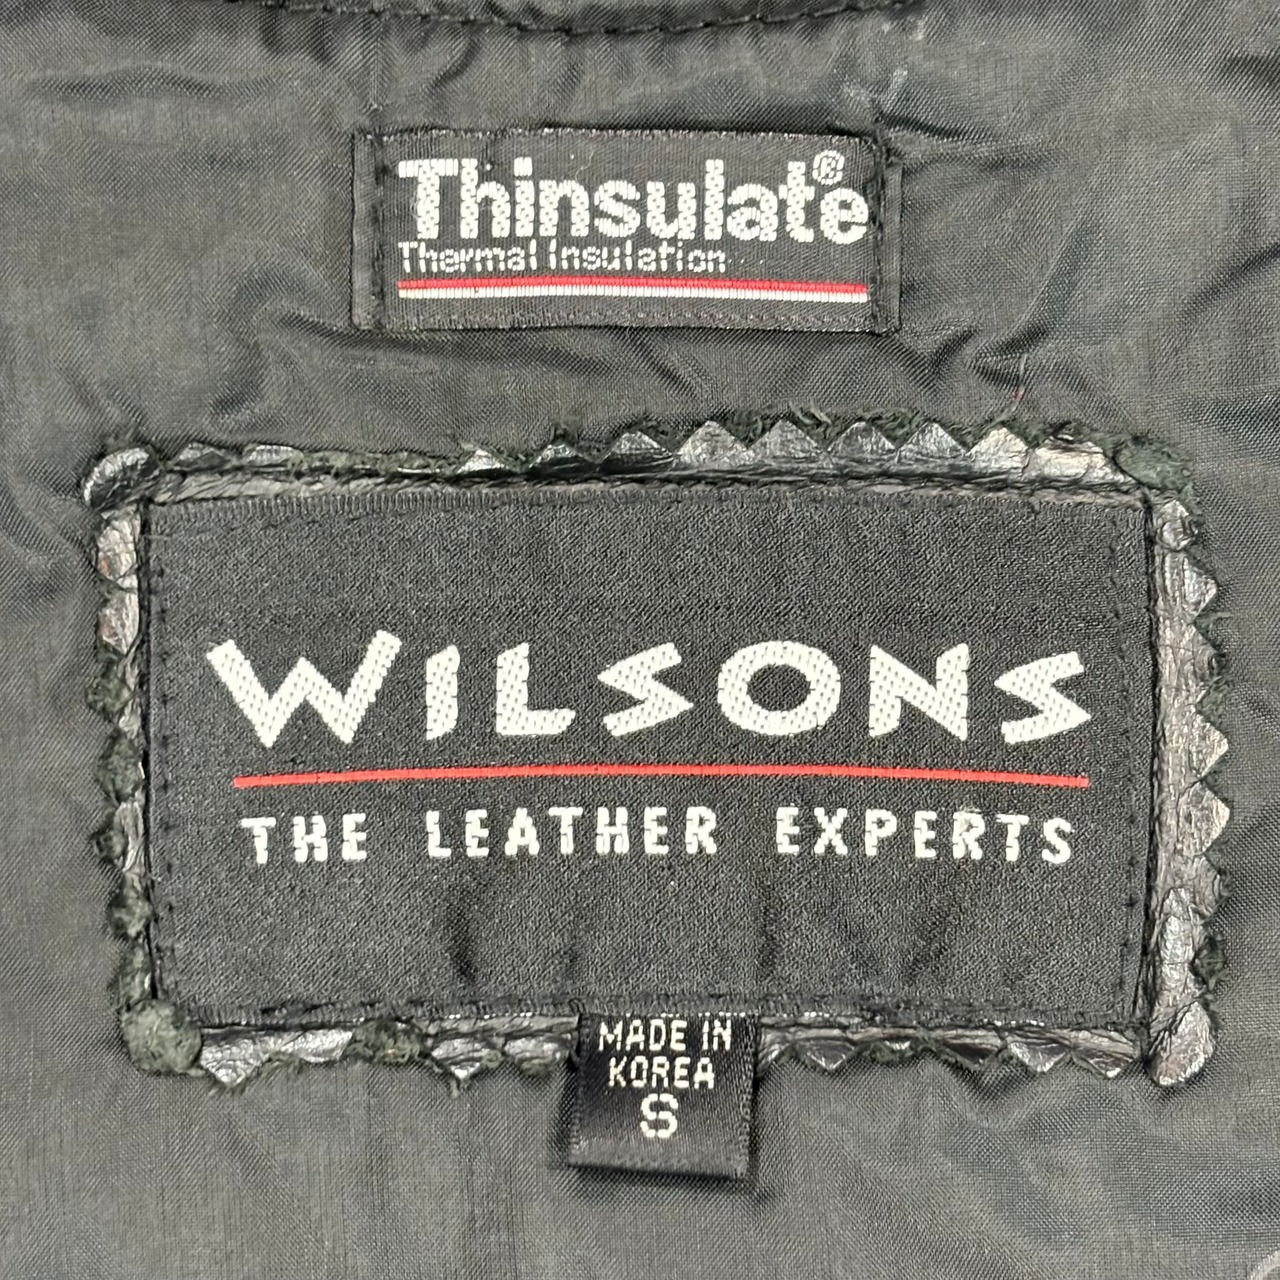 Thinsulate®
Thermal Insulation
WILSONS
THE LEATHER EXPERTS
MADE IN
KOREA
S